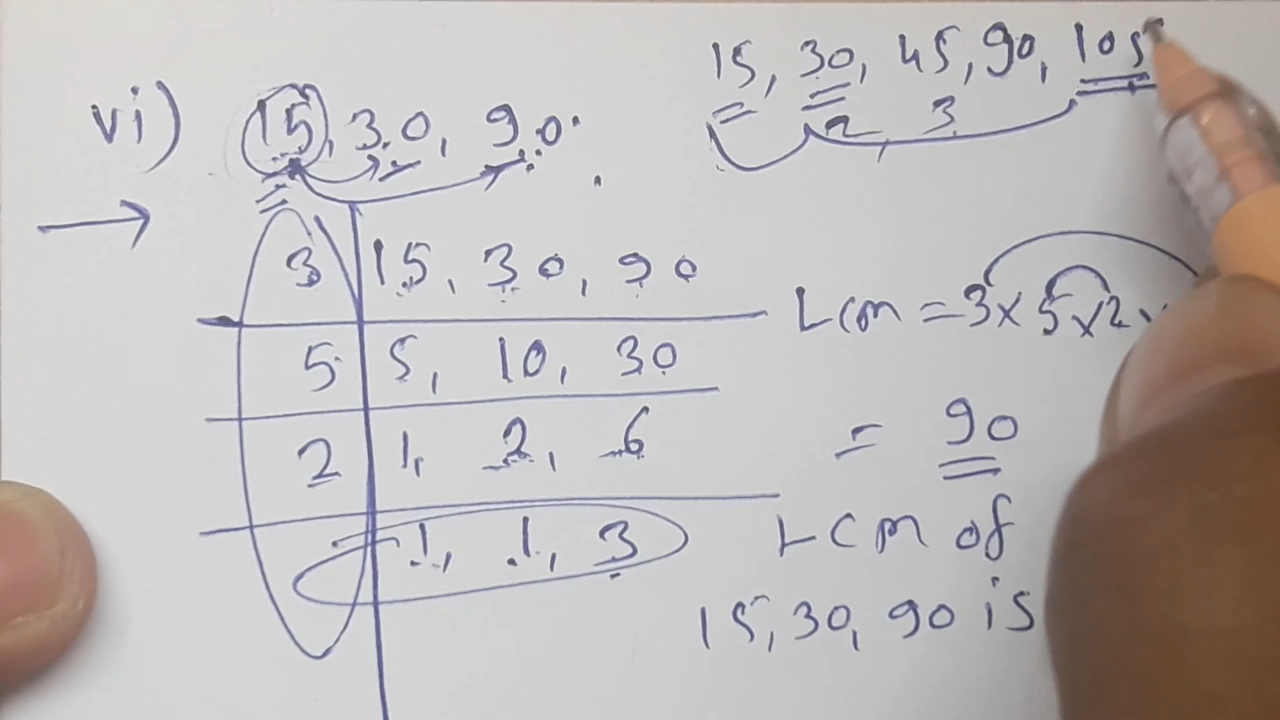 15, 30, 45, 90, 105
2, 3
vi) 15, 30, 90.
3 15, 30, 90
5 5, 10, 30
2 1, 2, 6
1, 1, 3
LCM = 3 × 5 × 2 ×
= 90
LCM of
15, 30, 90 is